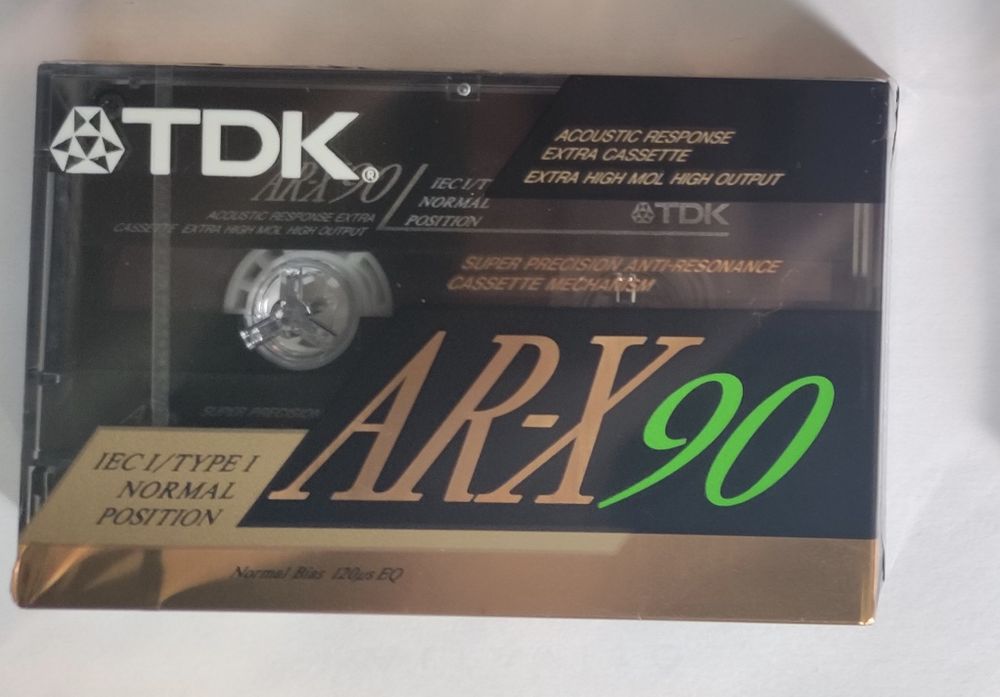 TDK®
ACOUSTIC RESPONSE
EXTRA CASSETTE
EXTRA HIGH MOL HIGH OUTPUT
AR-X90
IEC I/T
NORMAL
POSITION
ACOUSTIC RESPONSE EXTRA
CASSETTE EXTRA HIGH MOL HIGH OUTPUT
TDK
SUPER PRECISION ANTI-RESONANCE
CASSETTE MECHANISM
A
SUPER PRECISION
AR-X90
IEC I/TYPE I
NORMAL
POSITION
Normal Bias 120μs EQ